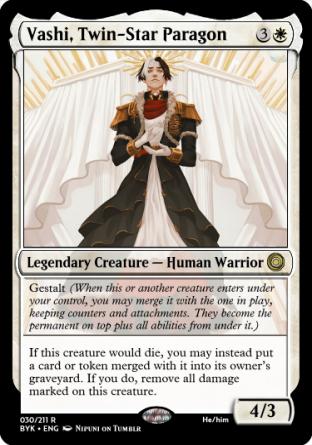 Vashi, Twin-Star Paragon 3
Legendary Creature — Human Warrior
Gestalt (When this or another creature enters under
your control, you may merge it with the one in play,
keeping counters and attachments. They become the
permanent on top plus all abilities from under it.)
If this creature would die, you may instead put
a card or token merged with it into its owner's
graveyard. If you do, remove all damage
marked on this creature.
4/3
030/211 R He/him
BYK • ENG Nipuni on Tumblr